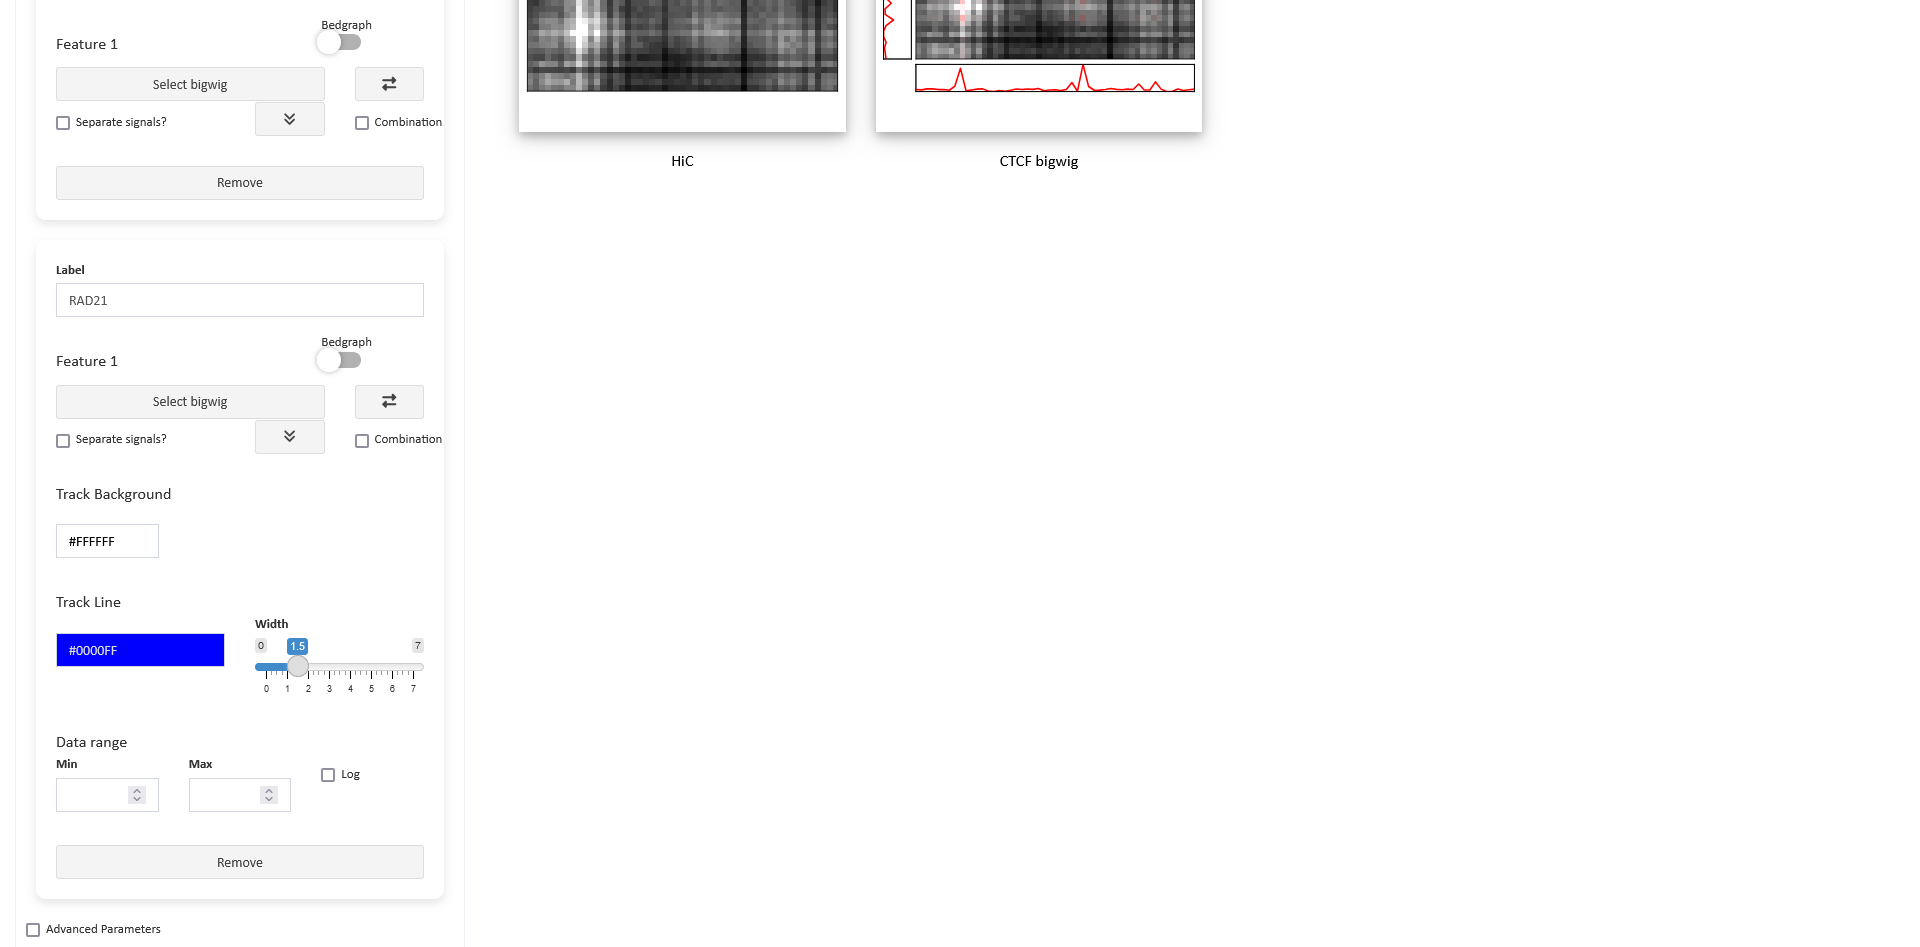 Bedgraph
Feature 1
Select bigwig
Separate signals?
Combination
Remove
HiC
CTCF bigwig
Label
RAD21
Bedgraph
Feature 1
Select bigwig
Separate signals?
Combination
Track Background
#FFFFFF
Track Line
Width
#0000FF
0 1.5 7
0 1 2 3 4 5 6 7
Data range
Min Max
Log
Remove
Advanced Parameters